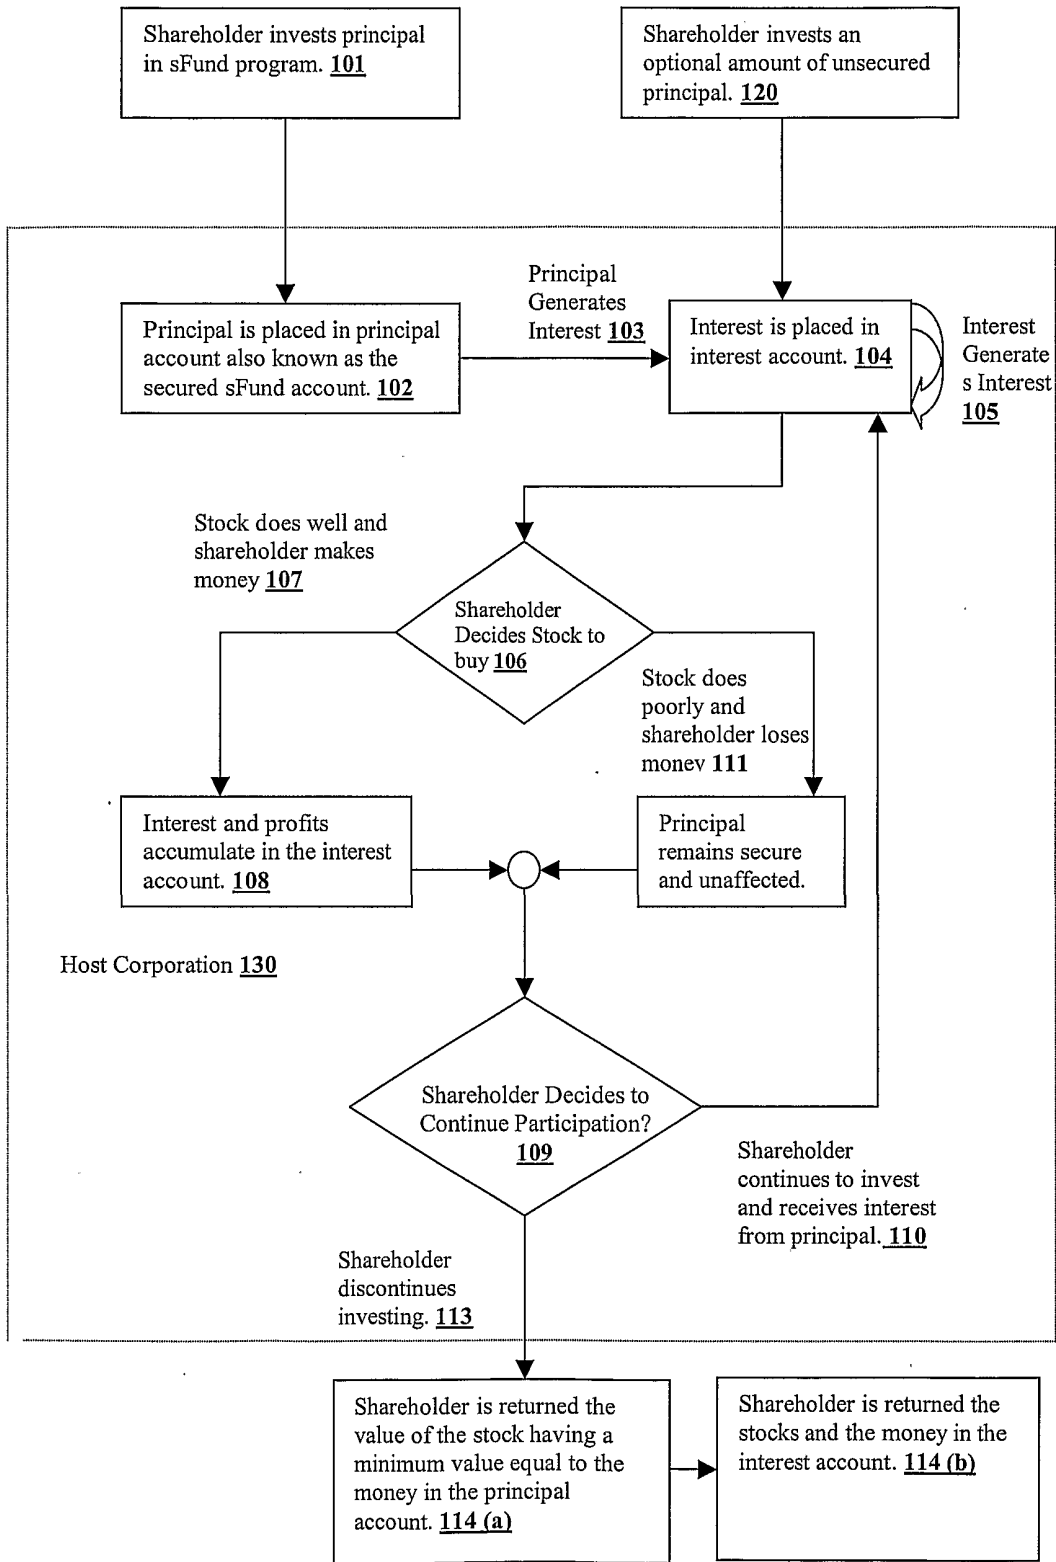 Shareholder invests principal
in sFund program. 101
Shareholder invests an
optional amount of unsecured
principal. 120
Principal
Generates
Interest 103
Principal is placed in principal
account also known as the
secured sFund account. 102
Interest is placed in
interest account. 104
Interest
Generate
s Interest
105
Stock does well and
shareholder makes
money 107
Shareholder
Decides Stock to
buy 106
Stock does
poorly and
shareholder loses
money 111
Interest and profits
accumulate in the interest
account. 108
Principal
remains secure
and unaffected.
Host Corporation 130
Shareholder Decides to
Continue Participation?
109
Shareholder
continues to invest
and receives interest
from principal. 110
Shareholder
discontinues
investing. 113
Shareholder is returned the
value of the stock having a
minimum value equal to the
money in the principal
account. 114 (a)
Shareholder is returned the
stocks and the money in the
interest account. 114 (b)